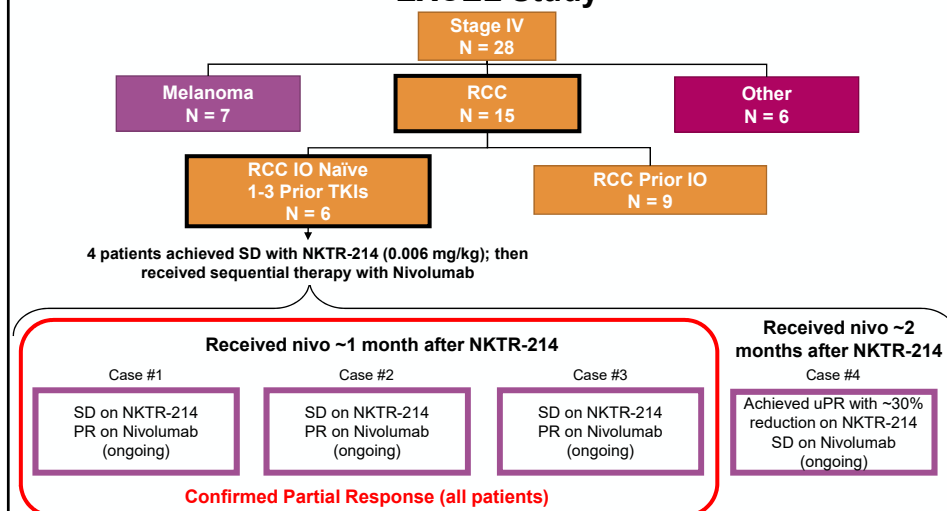 Stage IV
N = 28
Melanoma
N = 7
RCC
N = 15
Other
N = 6
RCC IO Naïve
1-3 Prior TKIs
N = 6
RCC Prior IO
N = 9
4 patients achieved SD with NKTR-214 (0.006 mg/kg); then
received sequential therapy with Nivolumab
Received nivo ~1 month after NKTR-214
Case #1
SD on NKTR-214
PR on Nivolumab
(ongoing)
Case #2
SD on NKTR-214
PR on Nivolumab
(ongoing)
Case #3
SD on NKTR-214
PR on Nivolumab
(ongoing)
Confirmed Partial Response (all patients)
Received nivo ~2
months after NKTR-214
Case #4
Achieved uPR with ~30%
reduction on NKTR-214
SD on Nivolumab
(ongoing)